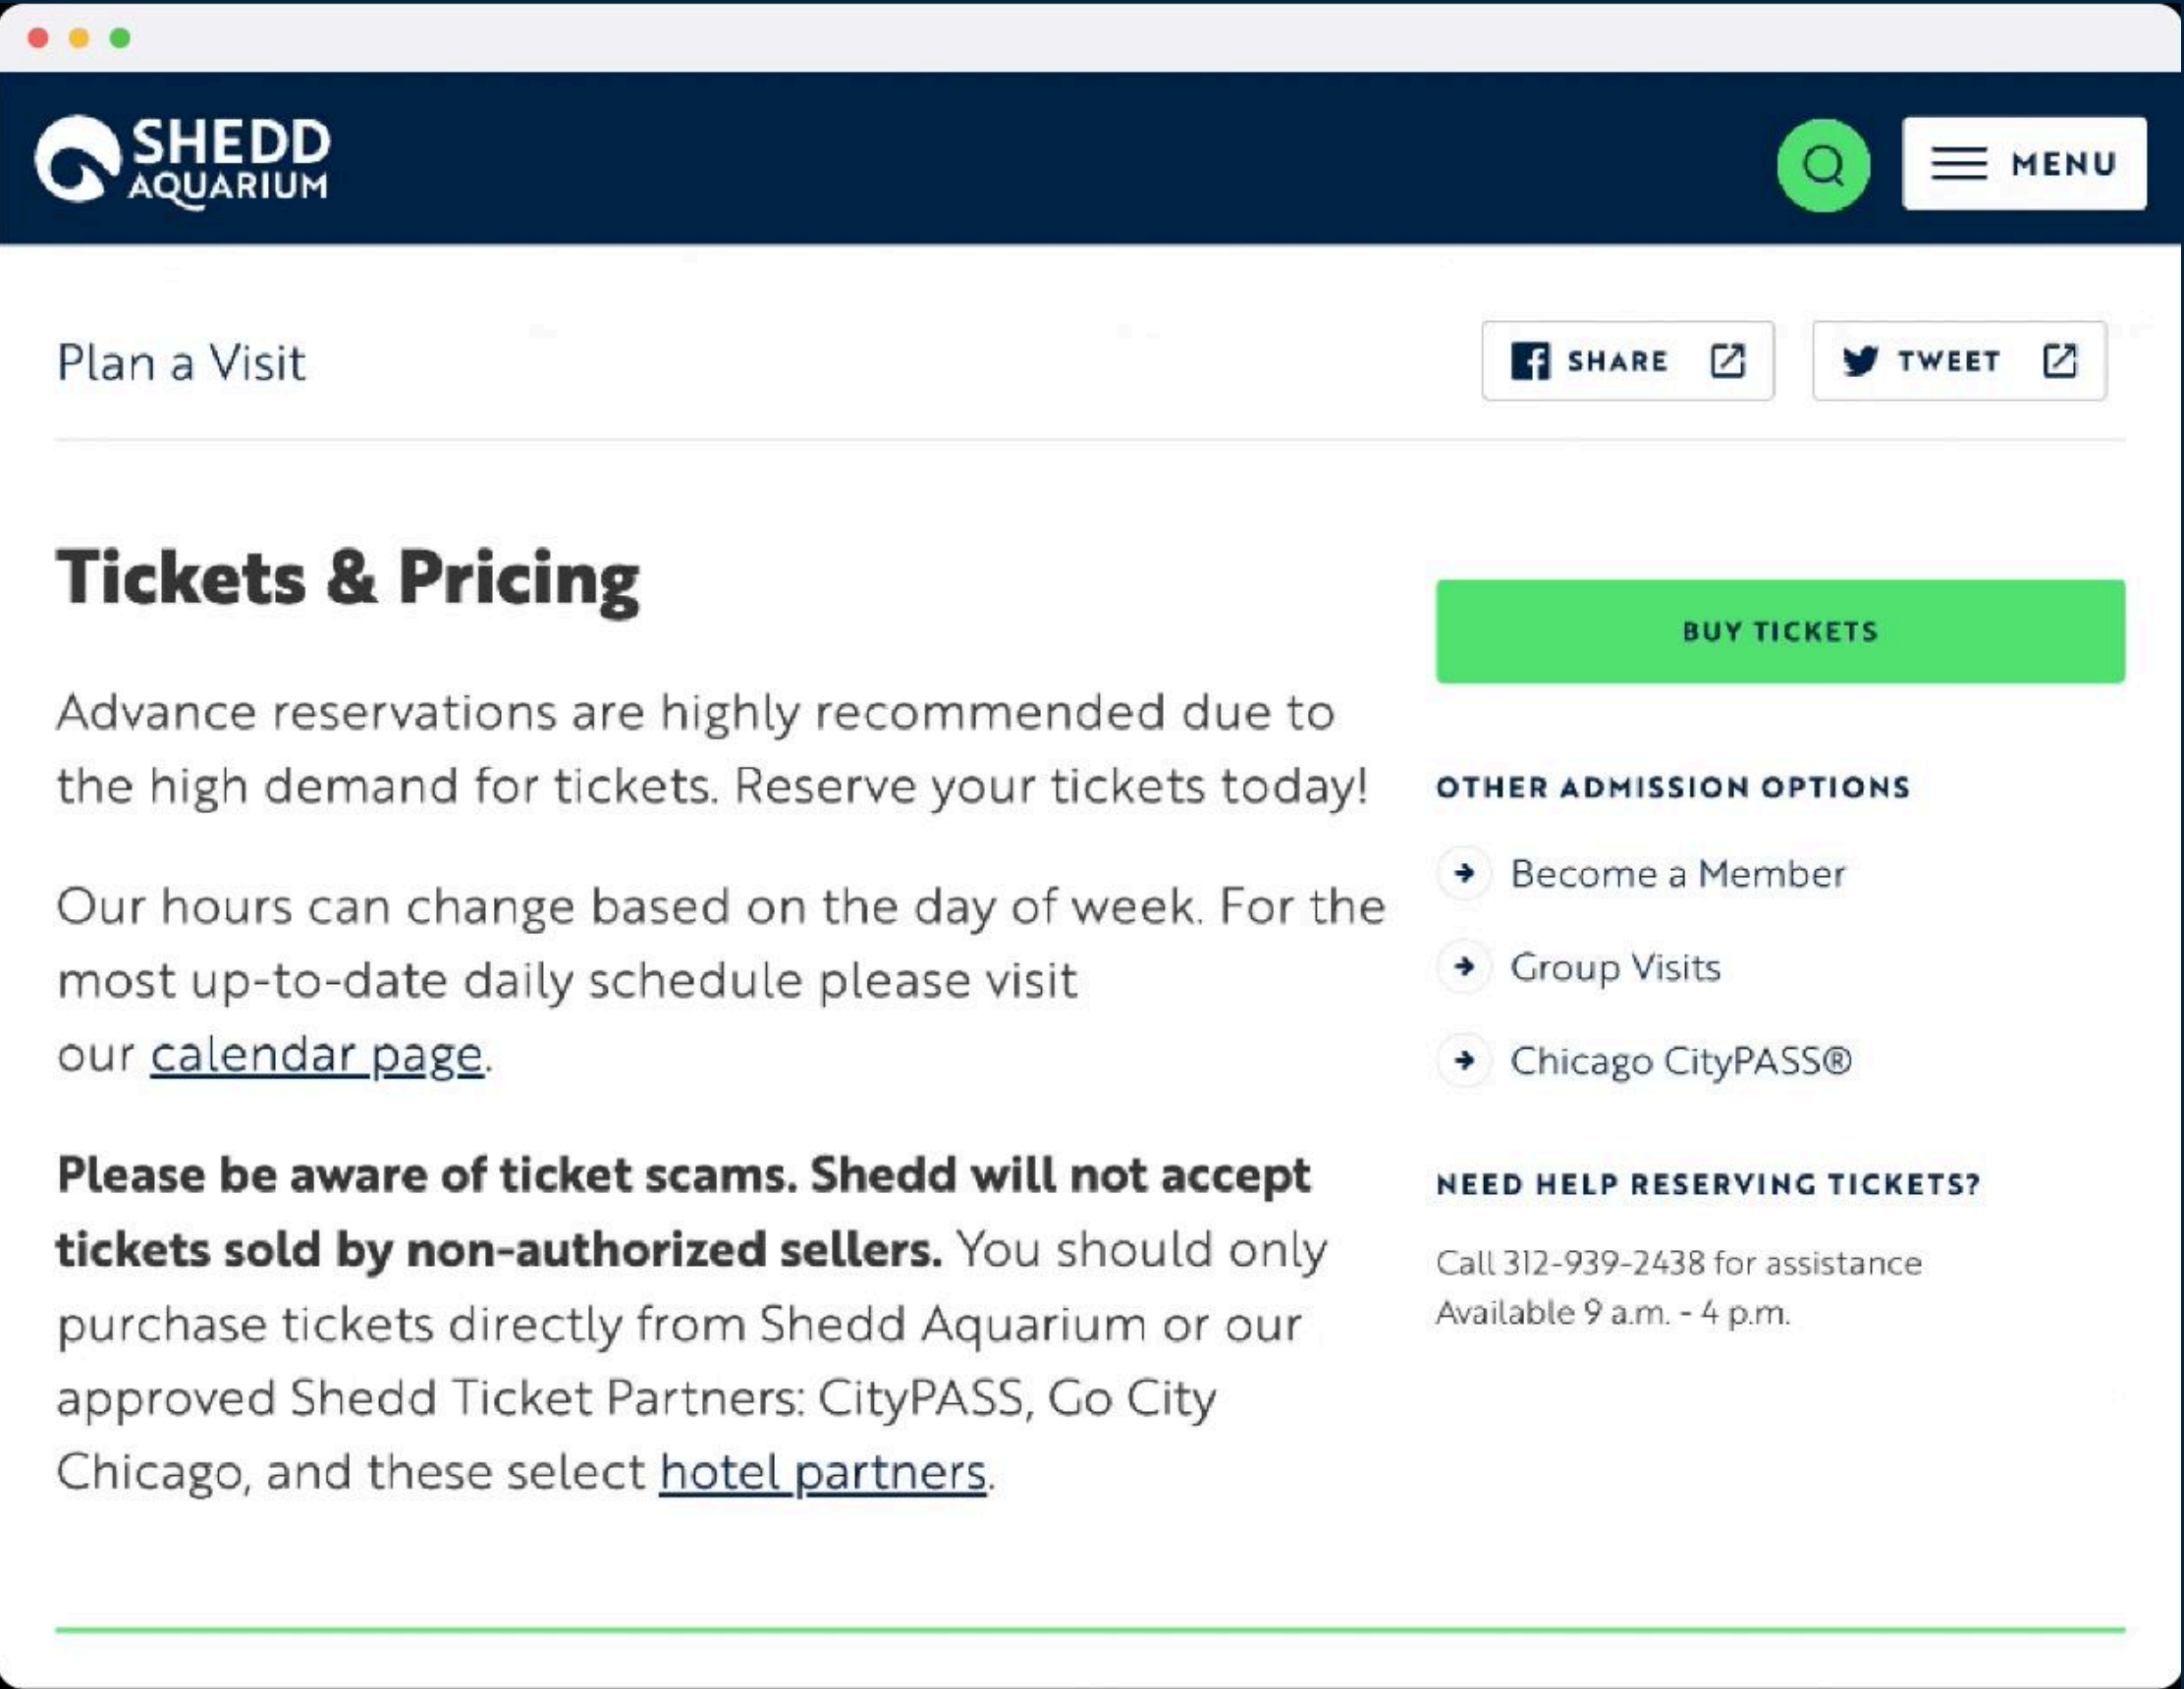 SHEDD
AQUARIUM
MENU
Plan a Visit
SHARE
TWEET
Tickets & Pricing
Advance reservations are highly recommended due to
the high demand for tickets. Reserve your tickets today!
Our hours can change based on the day of week. For the
most up-to-date daily schedule please visit
our calendar page.
Please be aware of ticket scams. Shedd will not accept
tickets sold by non-authorized sellers. You should only
purchase tickets directly from Shedd Aquarium or our
approved Shedd Ticket Partners: CityPASS, Go City
Chicago, and these select hotel partners.
BUY TICKETS
OTHER ADMISSION OPTIONS
Become a Member
Group Visits
Chicago CityPASS®
NEED HELP RESERVING TICKETS?
Call 312-939-2438 for assistance
Available 9 a.m. - 4 p.m.